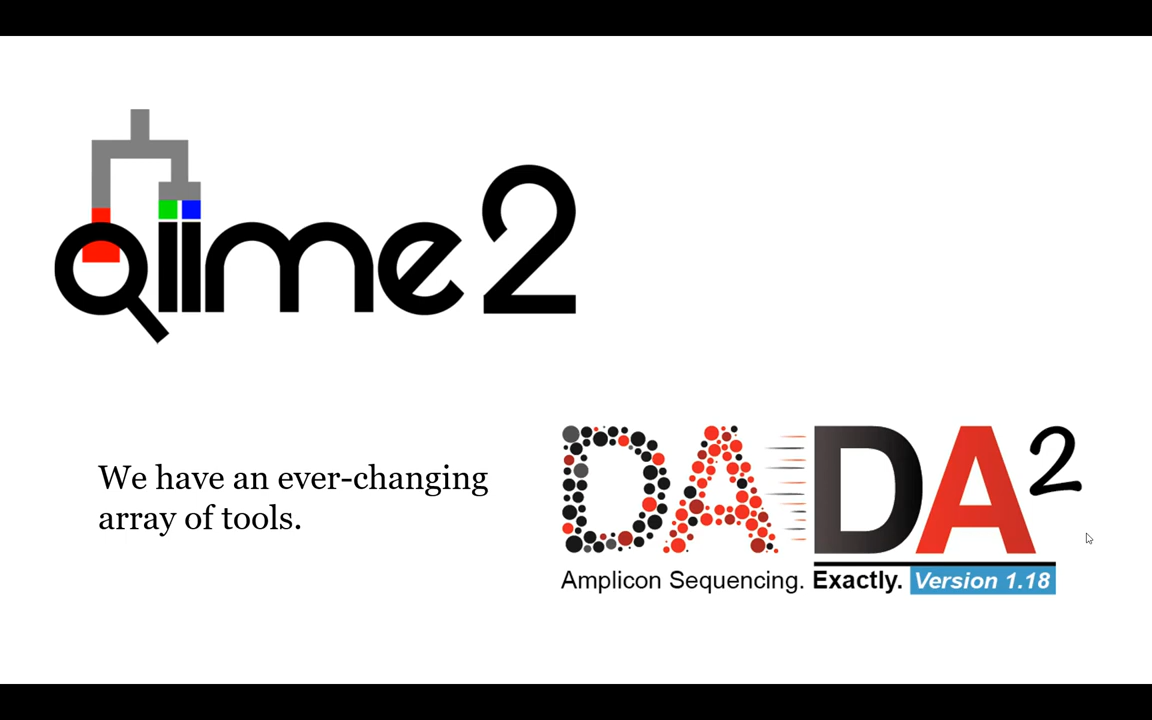 qiime2
We have an ever-changing
array of tools.
DADA2
Amplicon Sequencing. Exactly. Version 1.18